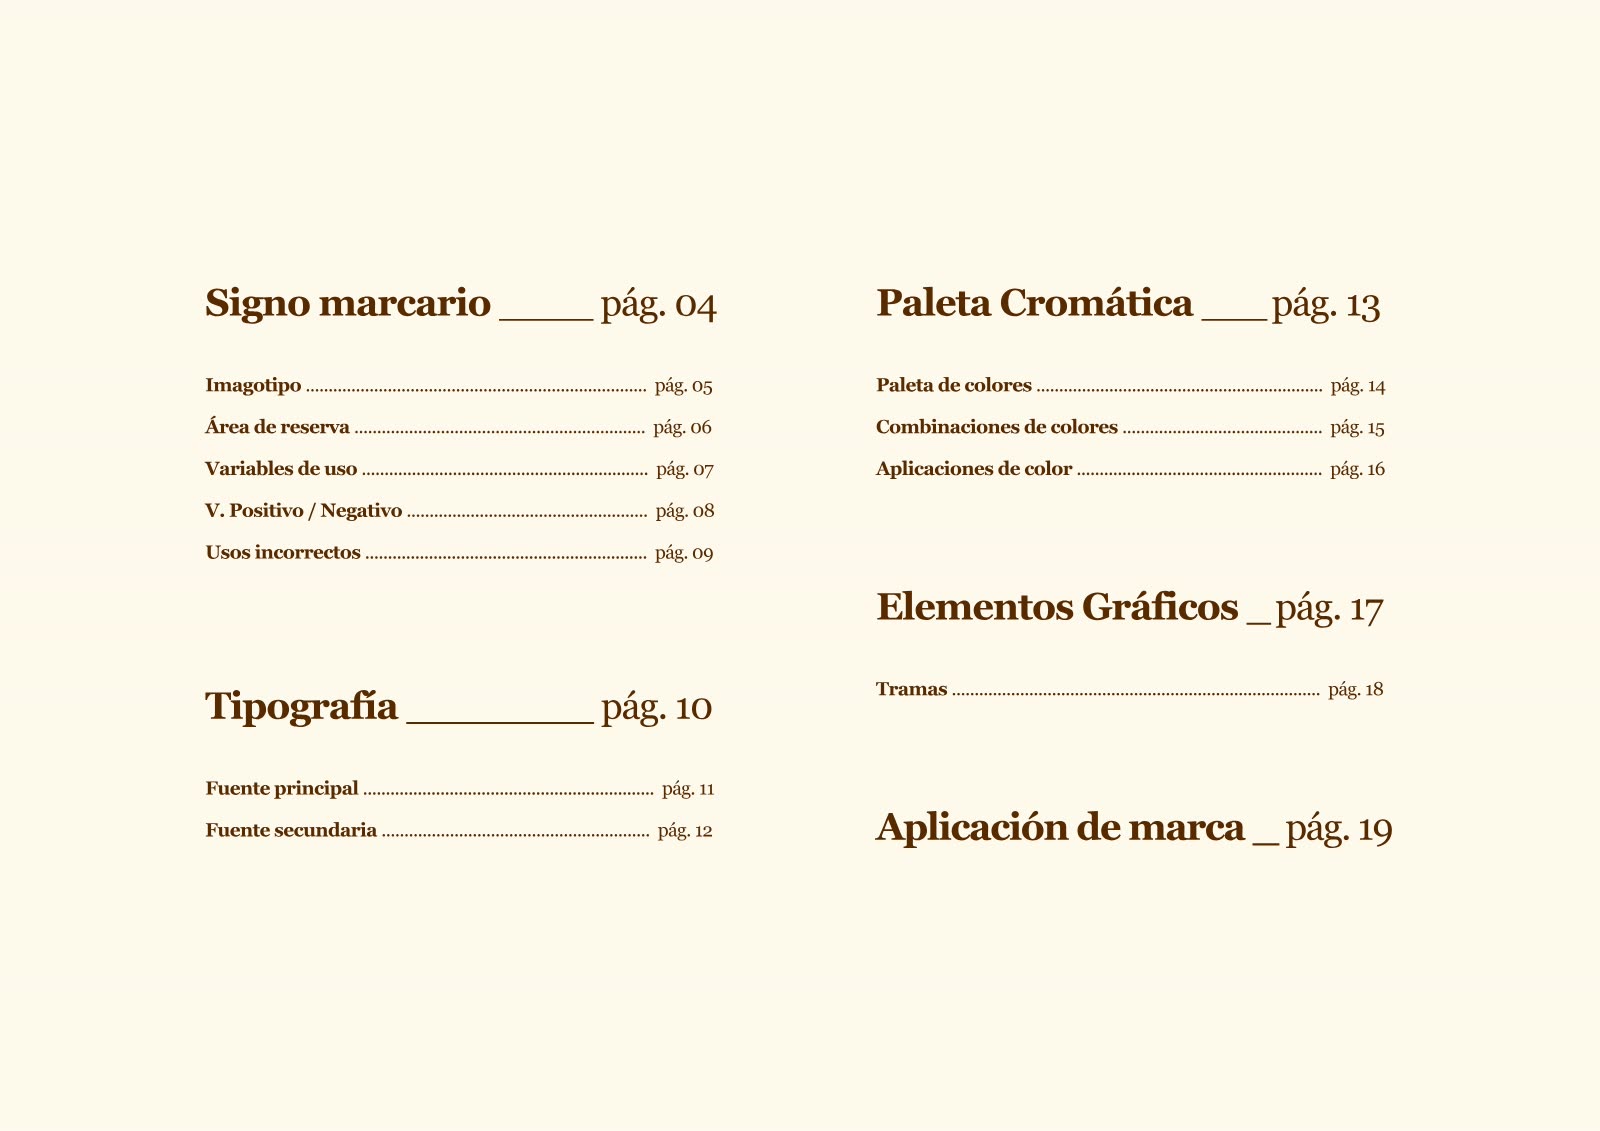 Signo marcario ____ pág. 04
Imagotipo ........................................................................... pág. 05
Área de reserva ................................................................ pág. 06
Variables de uso ............................................................... pág. 07
V. Positivo / Negativo ..................................................... pág. 08
Usos incorrectos .............................................................. pág. 09
Tipografía ________ pág. 10
Fuente principal ................................................................ pág. 11
Fuente secundaria ........................................................... pág. 12
Paleta Cromática ___ pág. 13
Paleta de colores ............................................................... pág. 14
Combinaciones de colores ............................................ pág. 15
Aplicaciones de color ...................................................... pág. 16
Elementos Gráficos _ pág. 17
Tramas ................................................................................. pág. 18
Aplicación de marca _ pág. 19